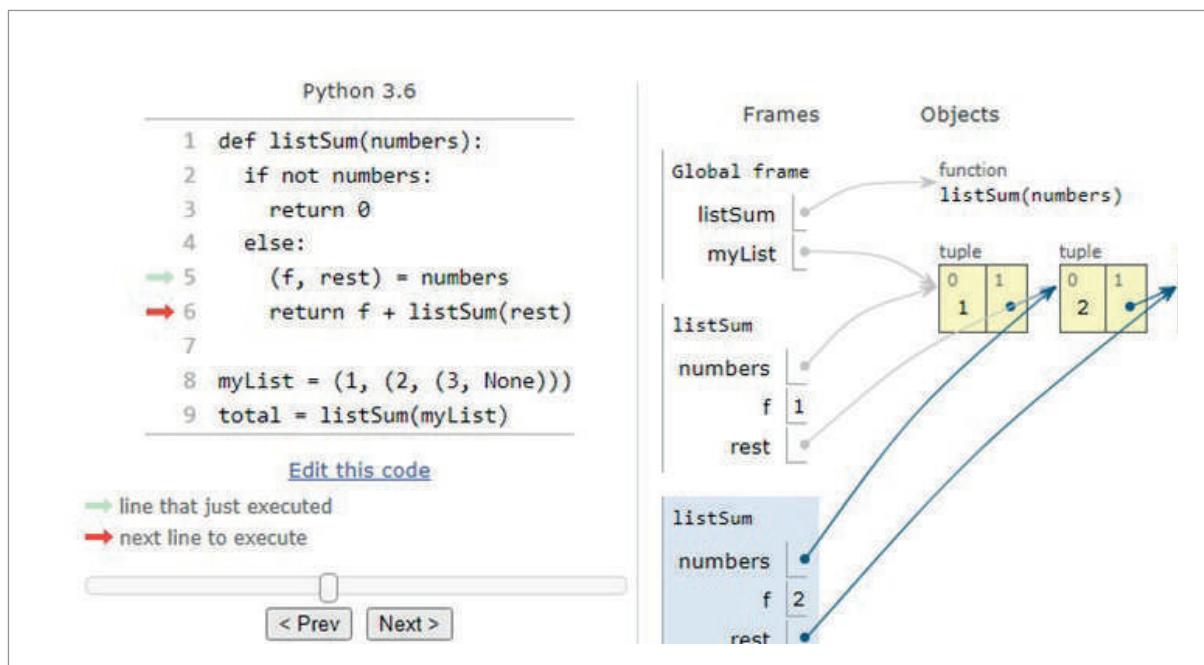 Python 3.6
1 def listSum(numbers):
2 if not numbers:
3 return 0
4 else:
5 (f, rest) = numbers
6 return f + listSum(rest)
7
8 myList = (1, (2, (3, None)))
9 total = listSum(myList)
Edit this code
line that just executed
next line to execute
< Prev Next >
Frames Objects
Global frame
listSum
myList
function
listSum(numbers)
tuple
0 1
1
tuple
0 1
2
listSum
numbers
f 1
rest
listSum
numbers
f 2
rest